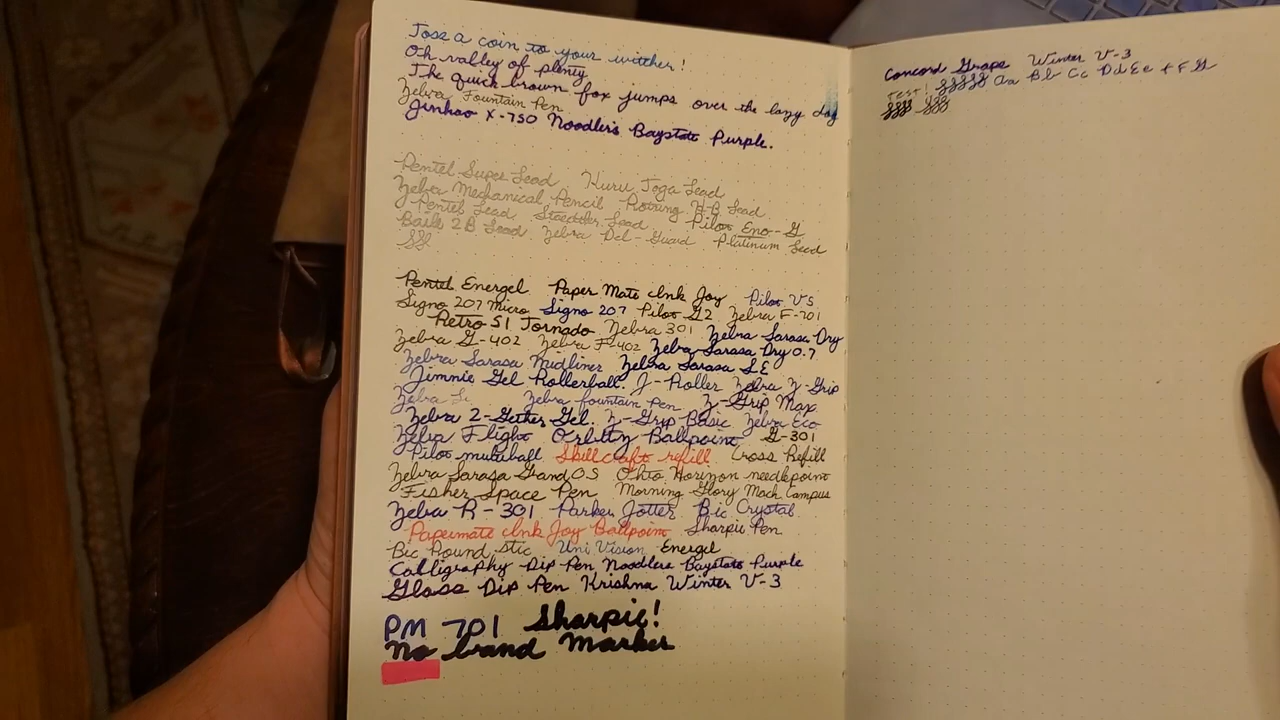 Toss a coin to your witcher!
Oh valley of plenty
The quick brown fox jumps over the lazy dog
Zebra Fountain Pen
Jinhao X-750 Noodler's Baystate Purple.
Pentel Super Lead Kuru Toga Lead
Zebra Mechanical Pencil Rotring H-B Lead
Pentel Lead Staedtler Lead Pilot Eno-G
2B Lead Zebra Del-Guard Platinum Lead
Pentel Energel Paper Mate Ink Joy Pilot V5
Signo 207 Micro Signo 207 Pilot G2 Zebra F-701
Retro 51 Tornado Zebra 301 Zebra Sarasa Dry
Zebra G-402 Zebra F-402 Zebra Sarasa Dry 0.7
Zebra Sarasa Midliner Zebra Sarasa SE
Jimnie Gel Rollerball. Z-Roller Zebra Z-Grip
Zebra Zebra fountain pen Z-Grip Max
Zebra 2-Gether Gel. Z-Grip Basic Zebra Eco
Zebra Flight Orbitty Ballpoint G-301
Pilot mutiball Skillcraft refill Cross Refill
Zebra Sarasa Grand OS Ohto Horizon needlepoint
Fisher Space Pen Morning Glory Mach Campus
Zebra R-301 Parker Jotter Bic Crystal
Papermate Ink Joy Ballpoint Sharpie Pen
Bic Round Stic Uni Vision Energel
Calligraphy Dip Pen Noodlers Baystate Purple
Glass Dip Pen Krishna Winter V-3
PM 701 Sharpie!
No brand Marker
Concord Grape Winter V-3
Test! Aa Bb Cc Dd Ee f F G